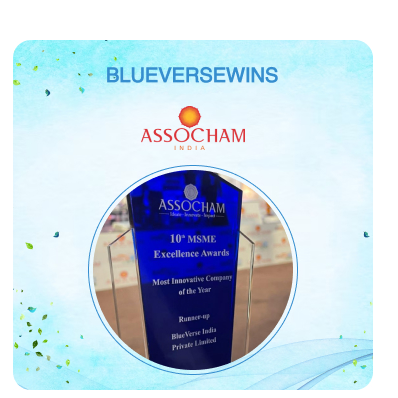 BLUEVERSEWINS
ASSOCHAM
INDIA
ASSOCHAM
10ᵗʰ MSME
Excellence Awards
Most Innovative Company
of the Year
Runner-up
BlueVerse India
Private Limited